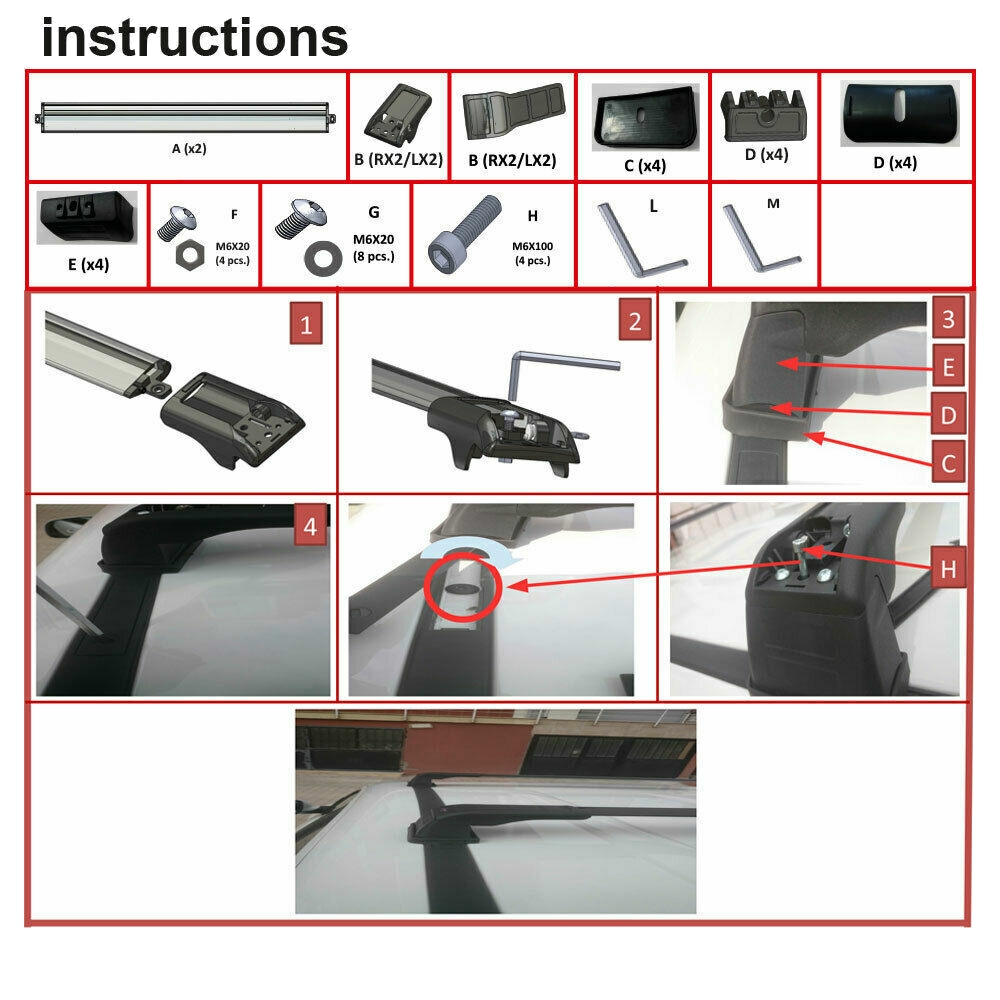 instructions
A (x2)
B (RX2/LX2)
B (RX2/LX2)
C (x4)
D (x4)
D (x4)
E (x4)
F
M6X20
(4 pcs.)
G
M6X20
(8 pcs.)
H
M6X100
(4 pcs.)
L
M
1
2
3
E
D
C
4
H